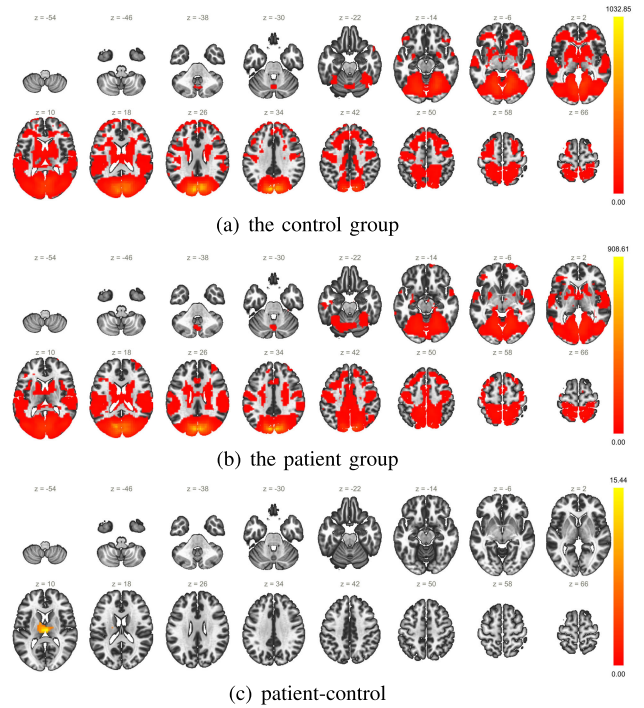 1032.85
z = -54 z = -46 z = -38 z = -30 z = -22 z = -14 z = -6 z = 2
z = 10 z = 18 z = 26 z = 34 z = 42 z = 50 z = 58 z = 66
0.00
(a) the control group
908.61
z = -54 z = -46 z = -38 z = -30 z = -22 z = -14 z = -6 z = 2
z = 10 z = 18 z = 26 z = 34 z = 42 z = 50 z = 58 z = 66
0.00
(b) the patient group
15.44
z = -54 z = -46 z = -38 z = -30 z = -22 z = -14 z = -6 z = 2
z = 10 z = 18 z = 26 z = 34 z = 42 z = 50 z = 58 z = 66
0.00
(c) patient-control